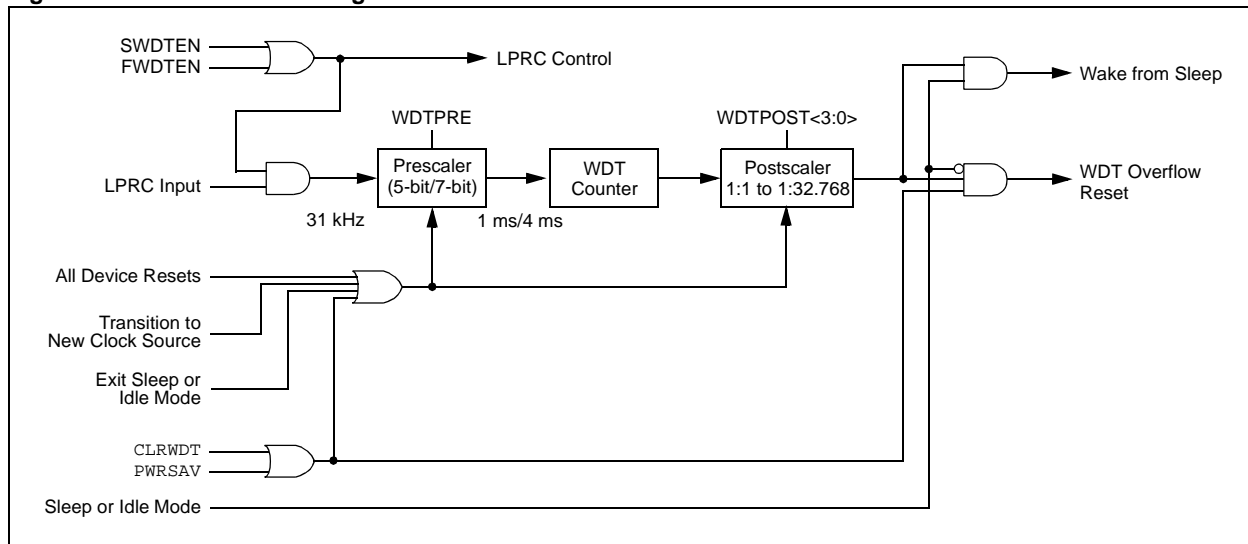 SWDTEN
FWDTEN
LPRC Control
Wake from Sleep
WDTPRE
WDTPOST<3:0>
Prescaler
(5-bit/7-bit)
WDT
Counter
Postscaler
1:1 to 1:32.768
LPRC Input
WDT Overflow
Reset
31 kHz
1 ms/4 ms
All Device Resets
Transition to
New Clock Source
Exit Sleep or
Idle Mode
CLRWDT
PWRSAV
Sleep or Idle Mode